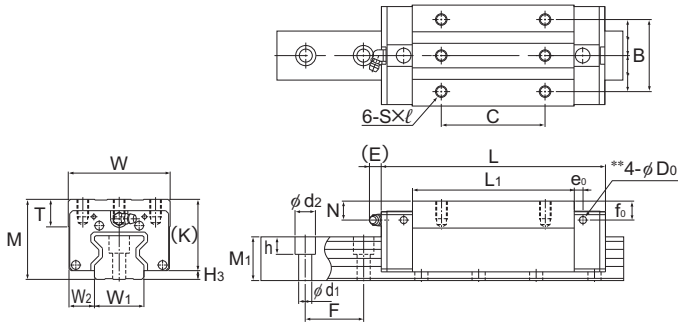 B
6-S×ℓ
C
(E)
L
W
L1
e0
**4-φD0
T
N
φd2
f0
M
(K)
h
M1
H3
W2
W1
φd1
F